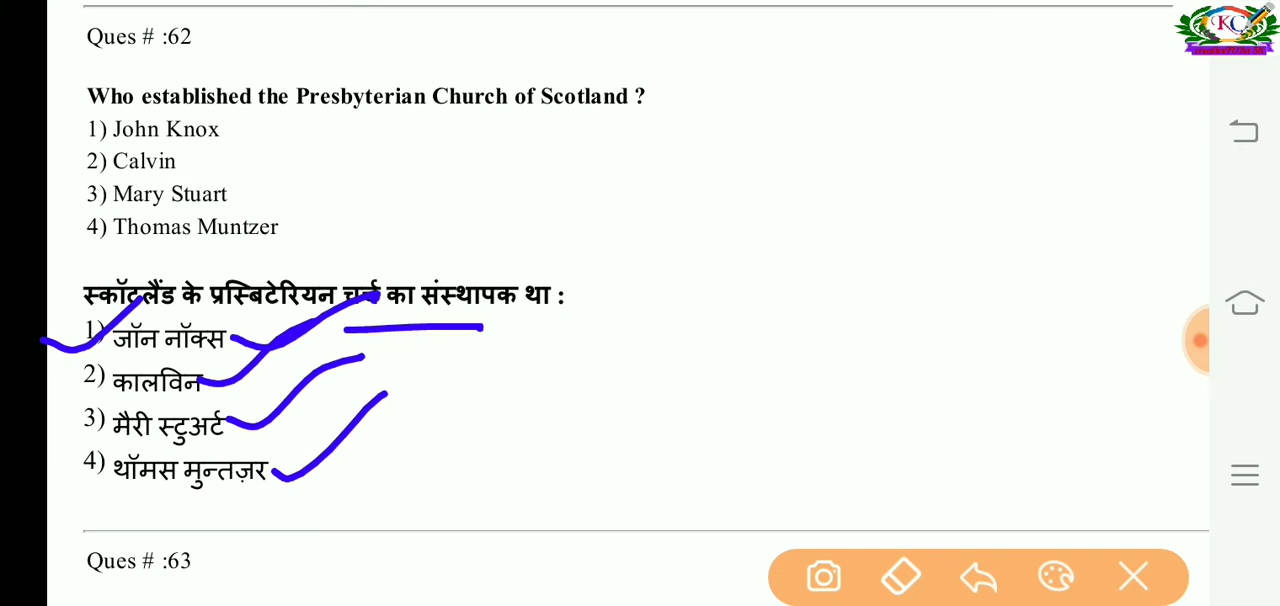 KC
Ques # :62
Who established the Presbyterian Church of Scotland ?
1) John Knox
2) Calvin
3) Mary Stuart
4) Thomas Muntzer
स्कॉटलैंड के प्रस्बिटेरियन चर्च का संस्थापक था :
1) जॉन नॉक्स
2) कालविन
3) मैरी स्टुअर्ट
4) थॉमस मुन्तज़र
Ques # :63